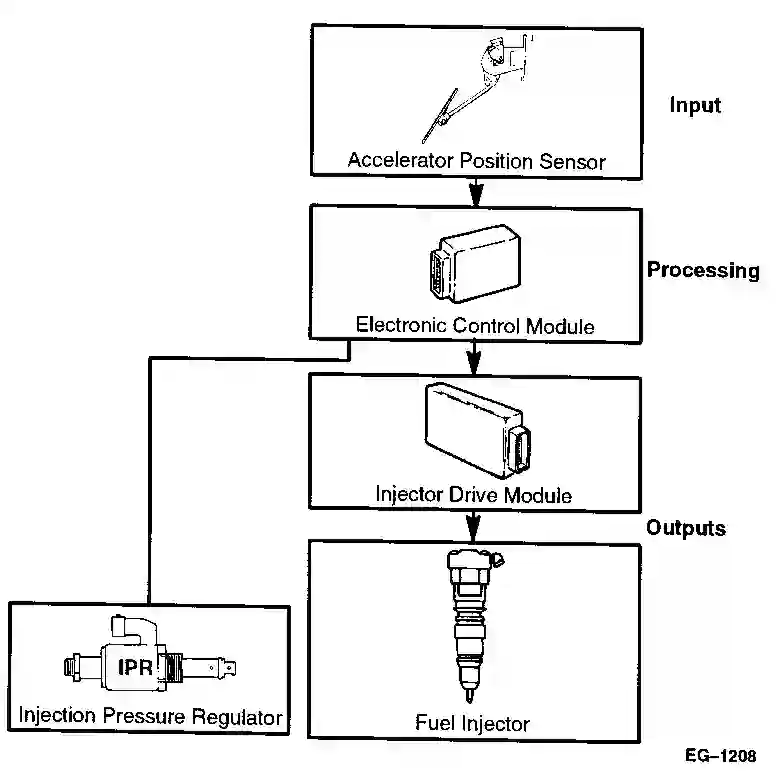 Input
Accelerator Position Sensor
Processing
Electronic Control Module
Injector Drive Module
Outputs
IPR
Injection Pressure Regulator
Fuel Injector
EG–1208